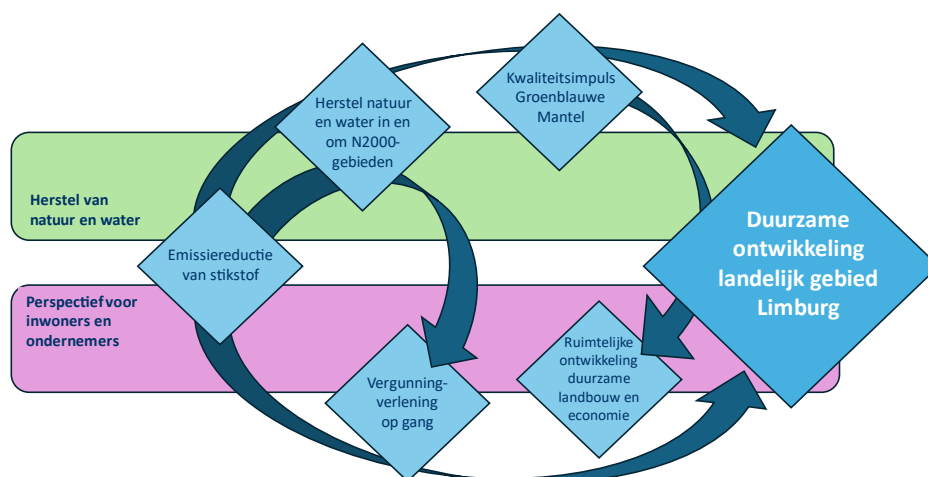 Herstel natuur
en water in en
om N2000-
gebieden
Kwaliteitsimpuls
Groenblauwe
Mantel
Herstel van
natuur en water
Emissiereductie
van stikstof
Duurzame
ontwikkeling
landelijk gebied
Limburg
Perspectief voor
inwoners en
ondernemers
Vergunning-
verlening
op gang
Ruimtelijke
ontwikkeling
duurzame
landbouw en
economie